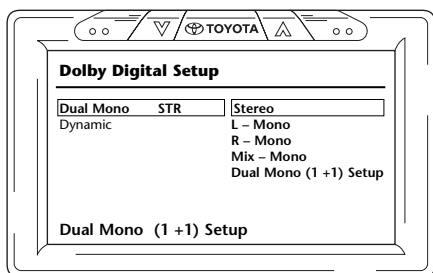 TOYOTA
Dolby Digital Setup
Dual Mono STR Stereo
Dynamic L – Mono
R – Mono
Mix – Mono
Dual Mono (1 +1) Setup
Dual Mono (1 +1) Setup